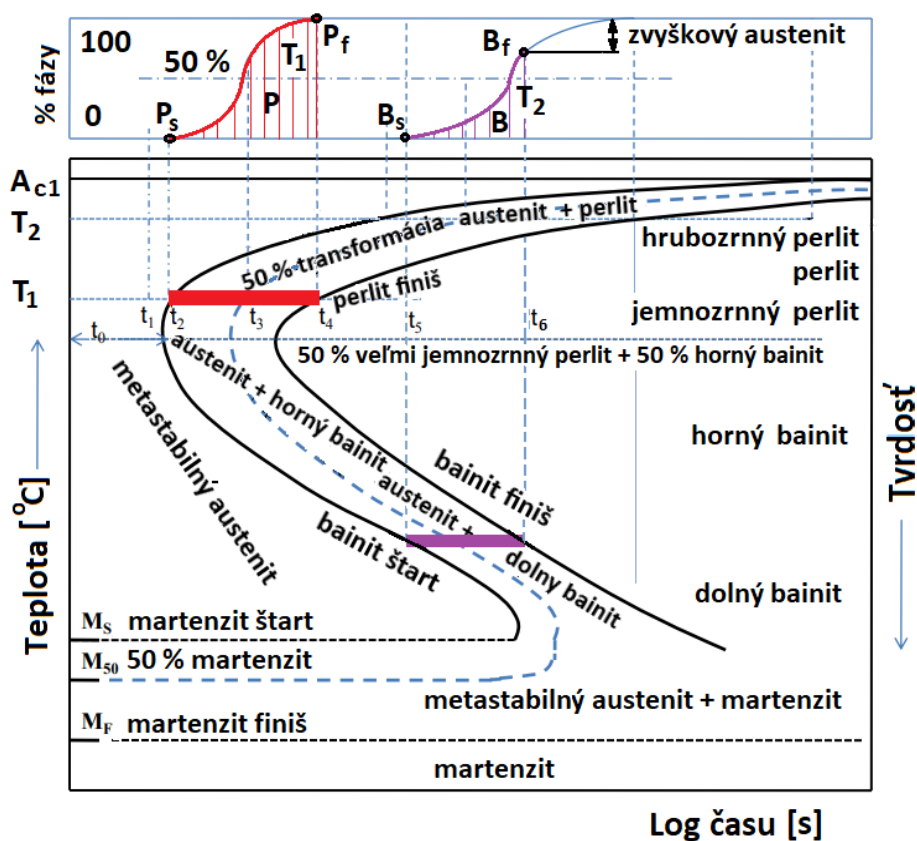 % fázy
100
50 %
0
Ps
P
T1
Pf
Bs
B
T2
Bf
zvyškový austenit
Ac1
T2
T1
50 % transformácia austenit + perlit
perlit finiš
hrubozrnný perlit
perlit
jemnozrnný perlit
t0
t1
t2
t3
t4
t5
t6
50 % veľmi jemnozrnný perlit + 50 % horný bainit
metastabilný austenit
austenit + horný bainit
austenit + dolny bainit
bainit štart
bainit finiš
horný bainit
dolný bainit
Teplota [°C]
Tvrdosť
MS martenzit štart
M50 50 % martenzit
metastabilný austenit + martenzit
MF martenzit finiš
martenzit
Log času [s]